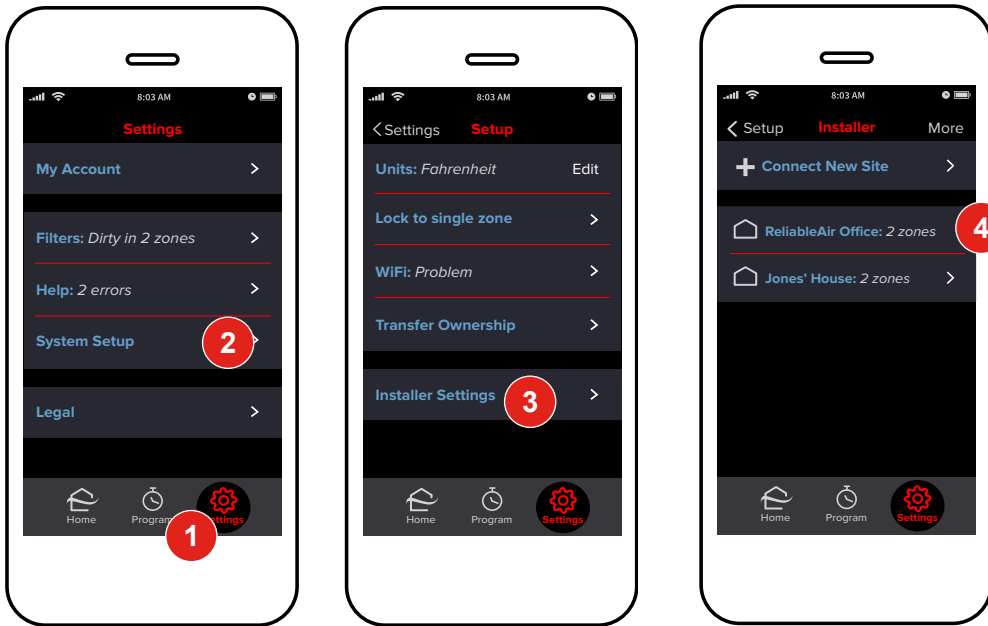 8:03 AM
Settings
My Account
Filters: Dirty in 2 zones
Help: 2 errors
System Setup
2
Legal
Home
Program
ettings
1
8:03 AM
Settings
Setup
Units: Fahrenheit
Edit
Lock to single zone
WiFi: Problem
Transfer Ownership
Installer Settings
3
Home
Program
Settings
8:03 AM
Setup
Installer
More
Connect New Site
ReliableAir Office: 2 zones
4
Jones' House: 2 zones
Home
Program
Settings